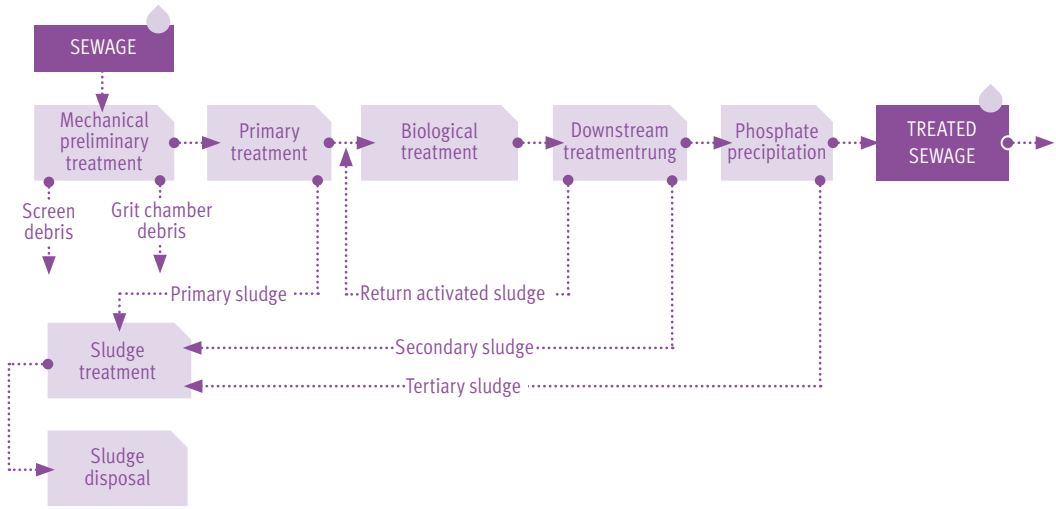 SEWAGE
Mechanical
preliminary
treatment
Primary
treatment
Biological
treatment
Downstream
treatmentrung
Phosphate
precipitation
TREATED
SEWAGE
Screen
debris
Grit chamber
debris
Primary sludge
Return activated sludge
Sludge
treatment
Secondary sludge
Tertiary sludge
Sludge
disposal